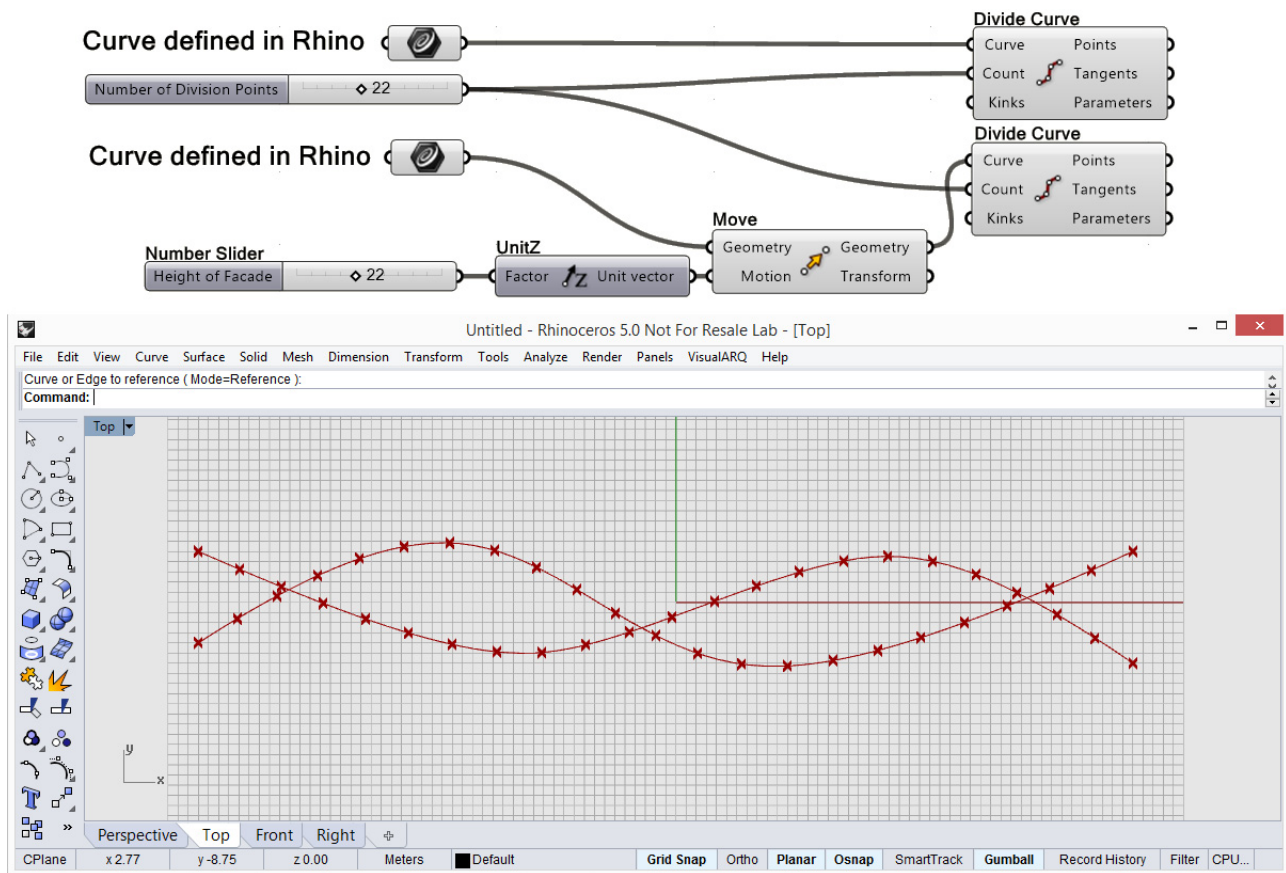 Divide Curve
Curve defined in Rhino
Curve Points
Count Tangents
Number of Division Points 22
Kinks Parameters
Divide Curve
Curve defined in Rhino
Curve Points
Count Tangents
Kinks Parameters
Move
Number Slider
UnitZ
Geometry Geometry
Height of Facade 22
Factor Z Unit vector
Motion Transform
Untitled - Rhinoceros 5.0 Not For Resale Lab - [Top]
File Edit View Curve Surface Solid Mesh Dimension Transform Tools Analyze Render Panels VisualARQ Help
Curve or Edge to reference ( Mode=Reference ):
Command:
Top
y
x
T
»
Perspective Top Front Right
CPlane x 2.77 y -8.75 z 0.00 Meters Default Grid Snap Ortho Planar Osnap SmartTrack Gumball Record History Filter CPU...